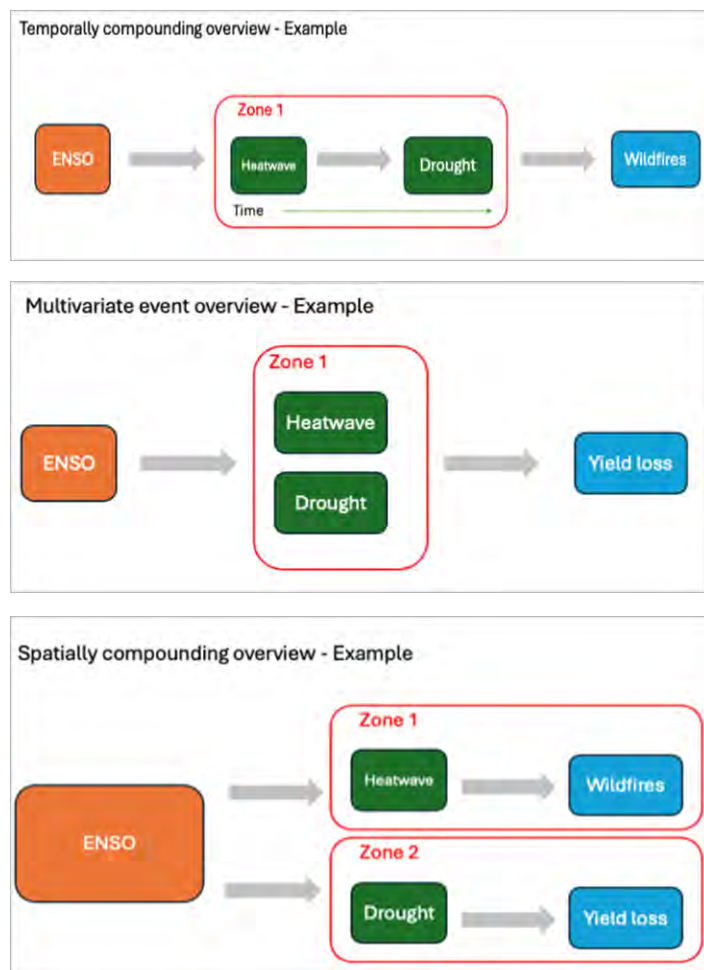 Temporally compounding overview - Example
Zone 1
ENSO
Heatwave
Drought
Wildfires
Time
Multivariate event overview - Example
Zone 1
Heatwave
ENSO
Yield loss
Drought
Spatially compounding overview - Example
Zone 1
Heatwave
Wildfires
ENSO
Zone 2
Drought
Yield loss